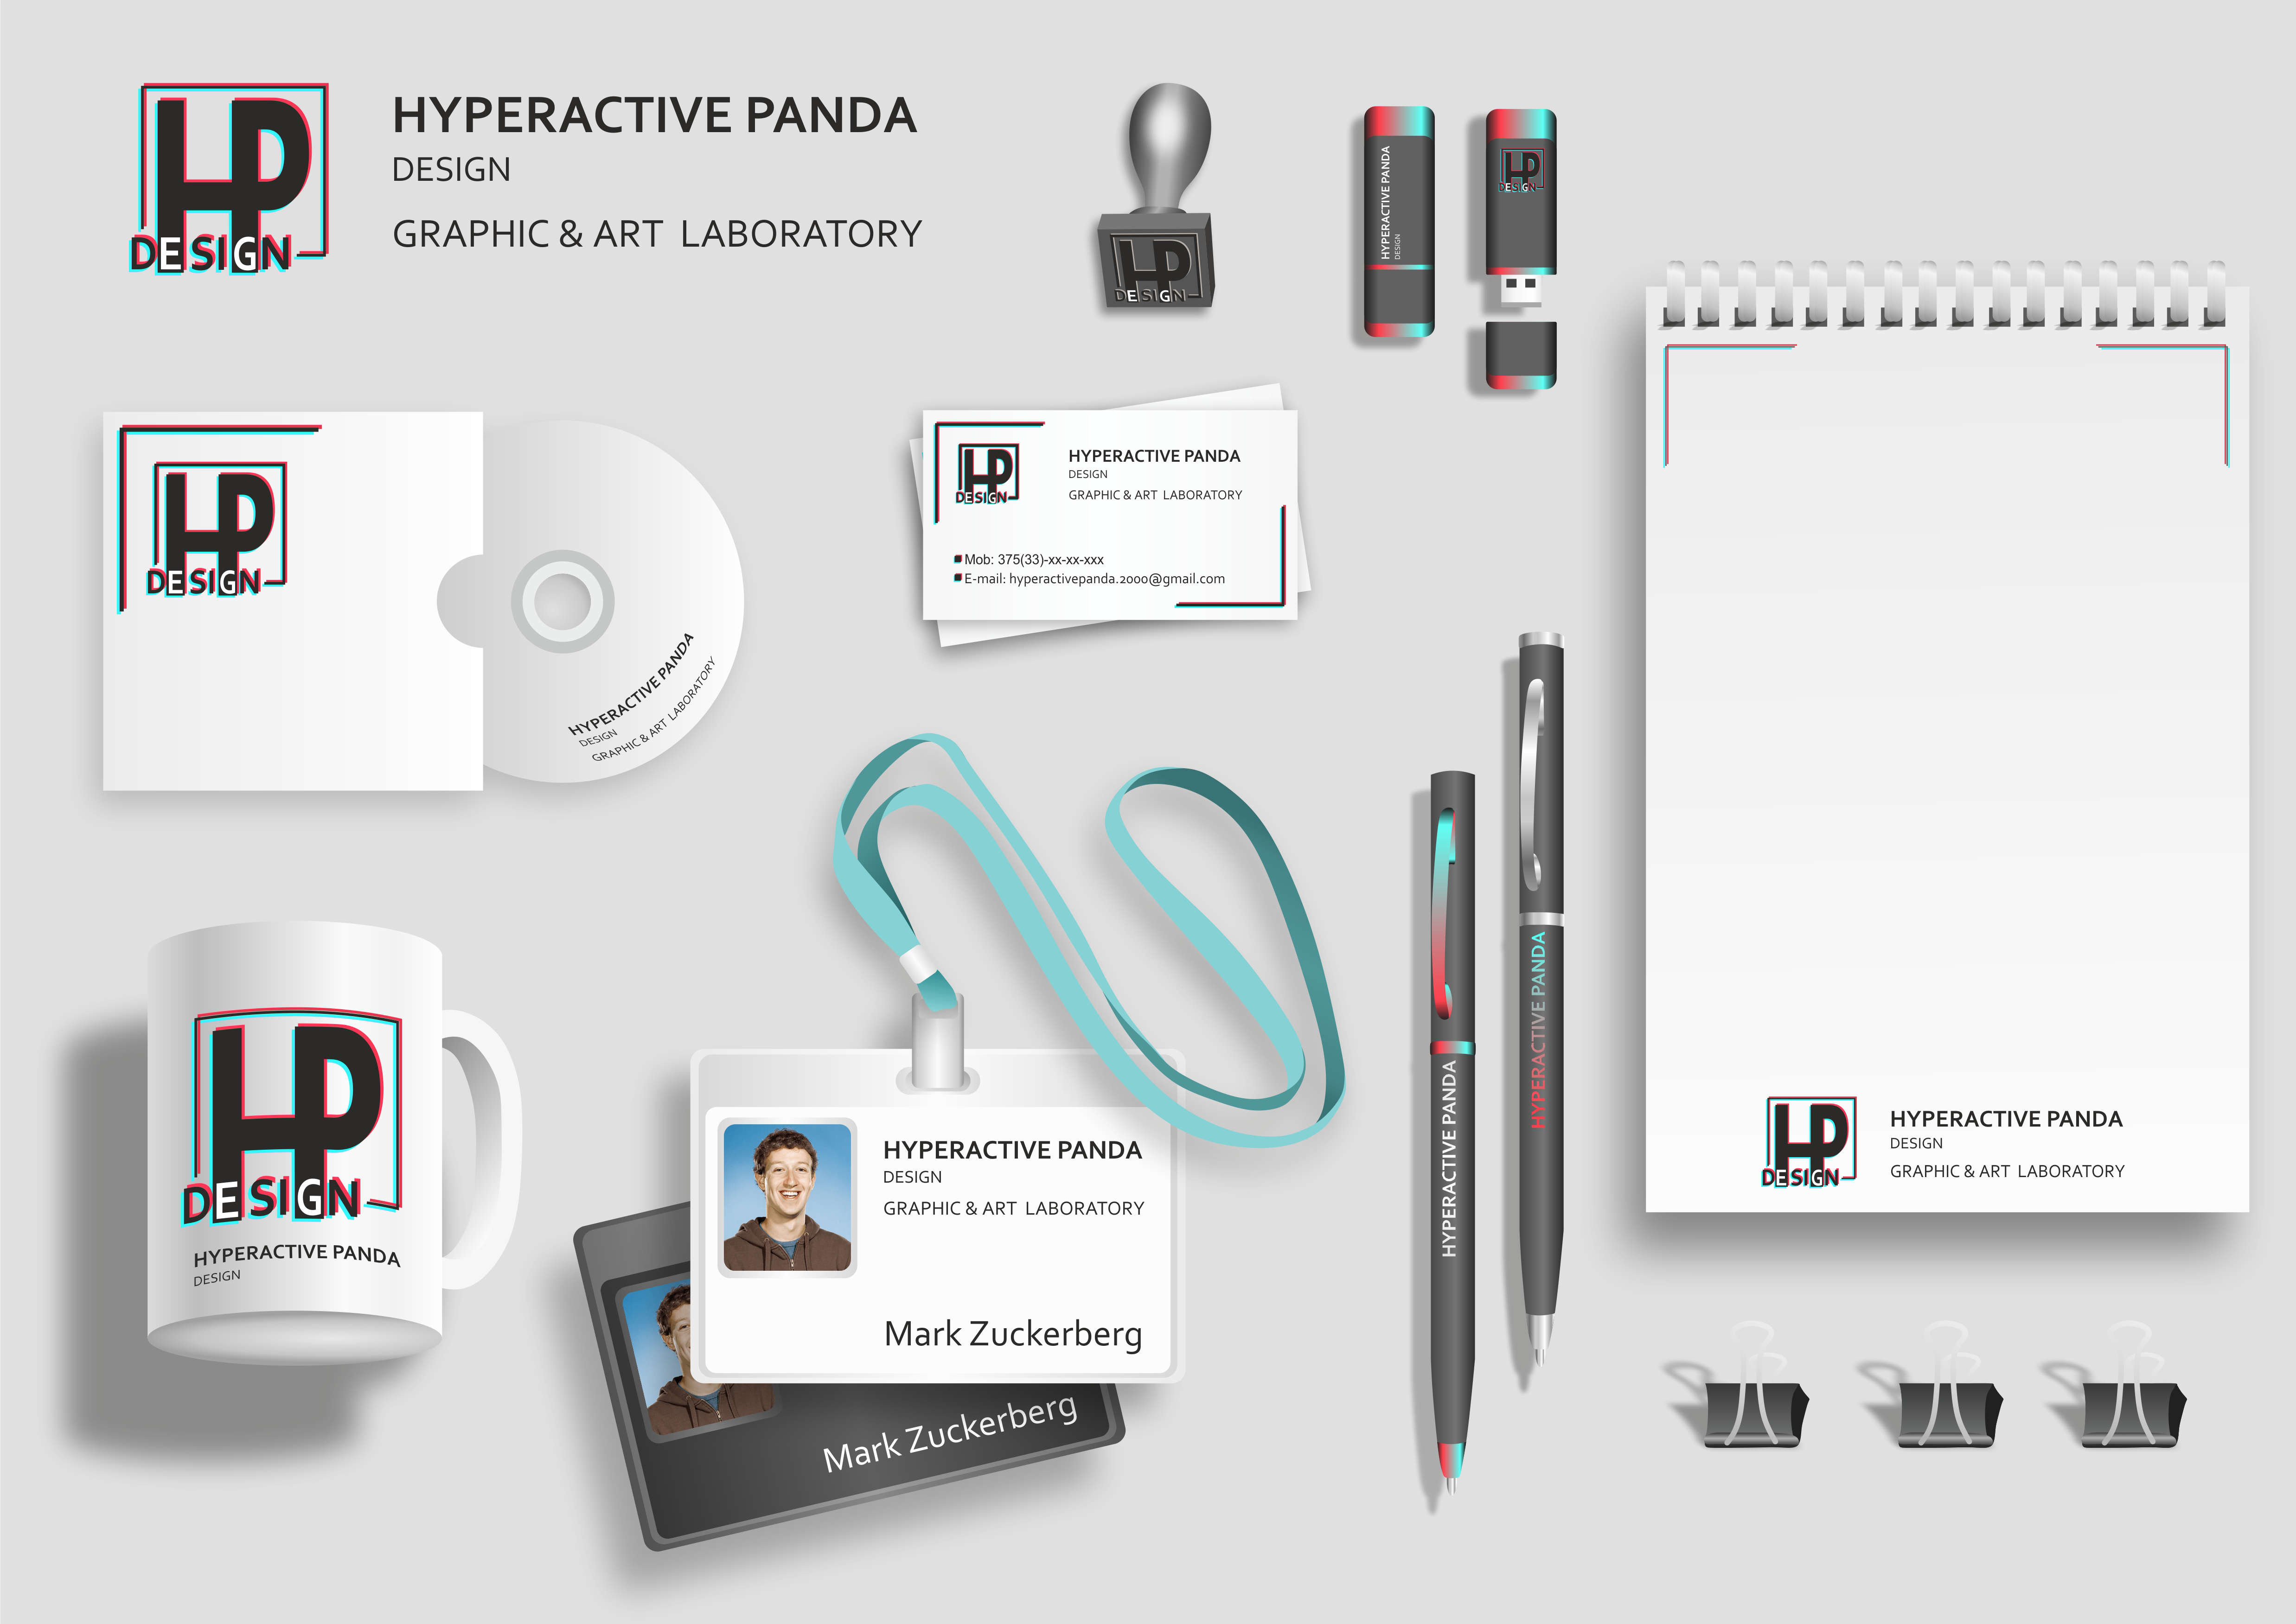 HP
DESIGN
HYPERACTIVE PANDA
DESIGN
GRAPHIC & ART LABORATORY
HP
DESIGN
HYPERACTIVE PANDA
DESIGN
HP
DESIGN
HP
DESIGN
HYPERACTIVE PANDA
DESIGN
GRAPHIC & ART LABORATORY
HP
DESIGN
HYPERACTIVE PANDA
DESIGN
GRAPHIC & ART LABORATORY
Mob: 375(33)-xx-xx-xxx
E-mail: hyperactivepanda.2000@gmail.com
HP
DESIGN
HYPERACTIVE PANDA
DESIGN
HYPERACTIVE PANDA
DESIGN
GRAPHIC & ART LABORATORY
Mark Zuckerberg
Mark Zuckerberg
HYPERACTIVE PANDA
HYPERACTIVE PANDA
HP
DESIGN
HYPERACTIVE PANDA
DESIGN
GRAPHIC & ART LABORATORY